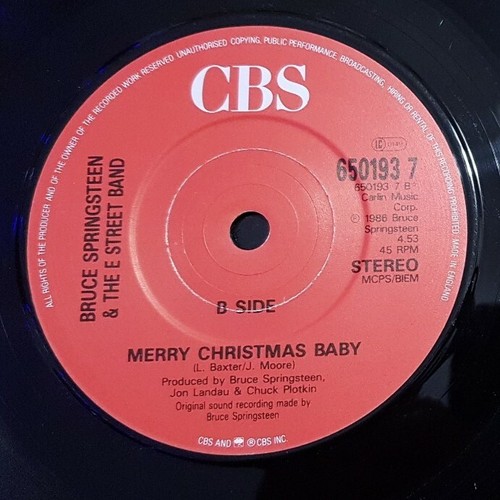 ALL RIGHTS OF THE PRODUCER AND OF THE OWNER OF THE RECORDED WORK RESERVED UNAUTHORISED COPYING, PUBLIC PERFORMANCE, BROADCASTING, HIRING OR RENTAL OF THIS RECORDING PROHIBITED. MADE IN ENGLAND
CBS
BRUCE SPRINGSTEEN
& THE E STREET BAND
LC
650193 7
650193 7 B
Carlin Music
Corp.
℗ 1986 Bruce
Springsteen
4.53
45 RPM
STEREO
MCPS/BIEM
B SIDE
MERRY CHRISTMAS BABY
(L. Baxter/J. Moore)
Produced by Bruce Springsteen,
Jon Landau & Chuck Plotkin
Original sound recording made by
Bruce Springsteen
CBS AND ℗ CBS INC.